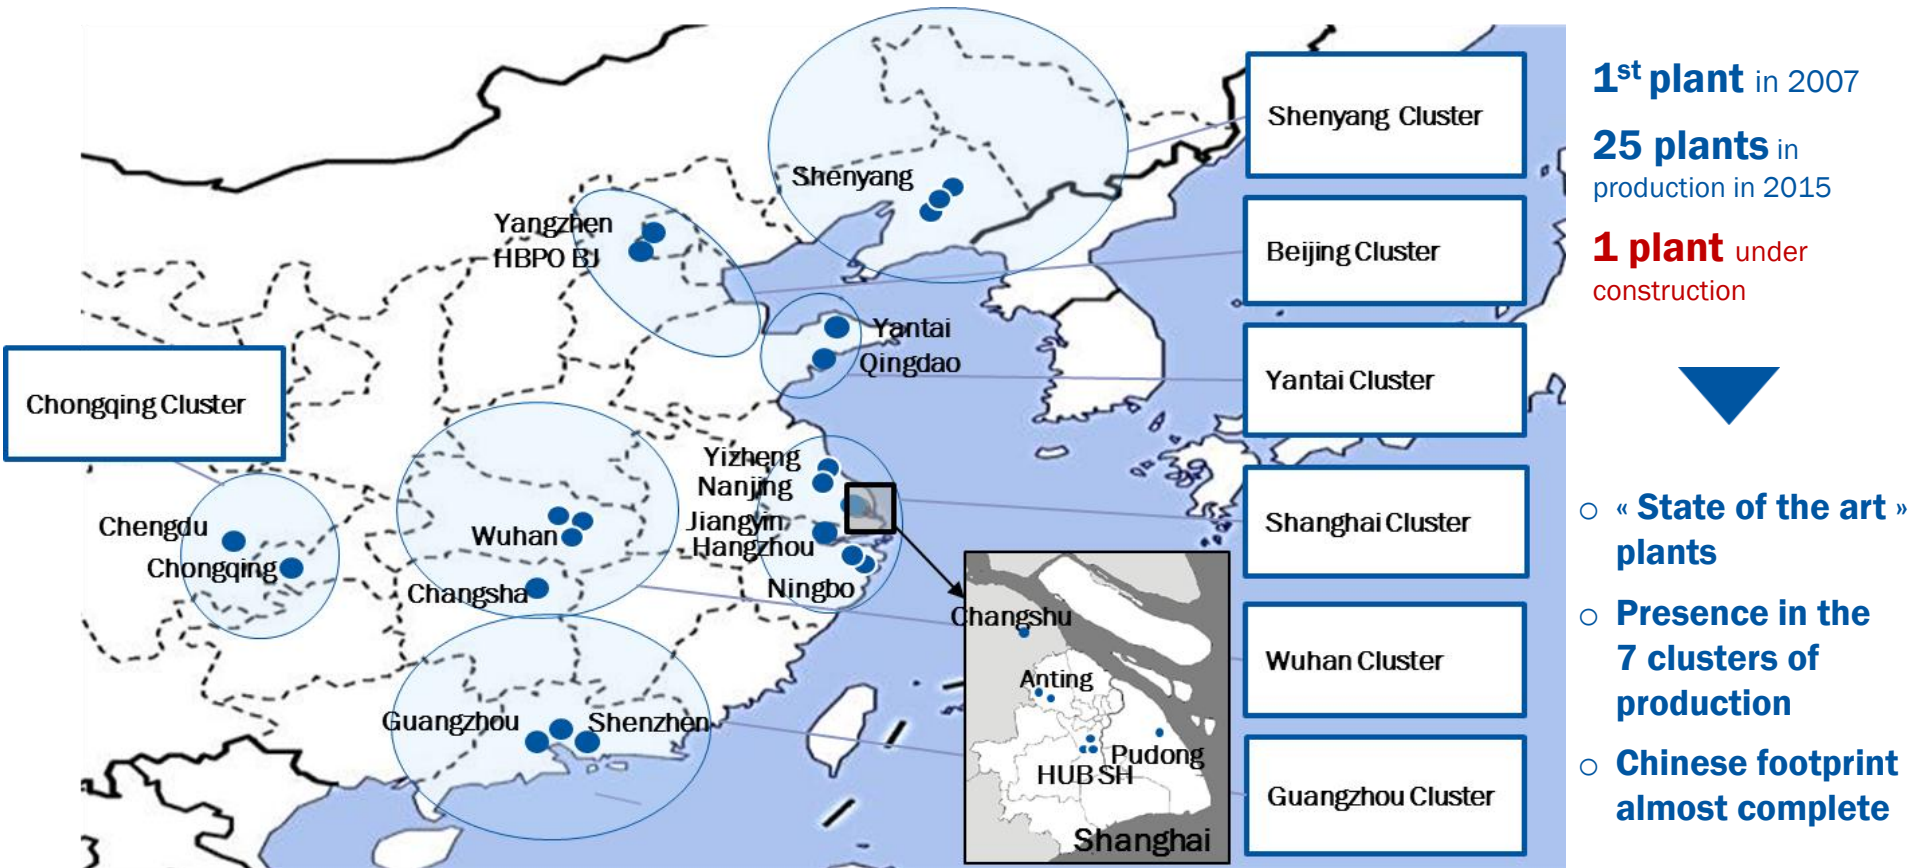 Shenyang
Yangzhen
HBPO BJ
Yantai
Qingdao
Chongqing Cluster
Chengdu
Chongqing
Wuhan
Changsha
Yizheng
Nanjing
Jiangyin
Hangzhou
Ningbo
Guangzhou
Shenzhen
Changshu
Anting
Pudong
HUB SH
Shanghai
Shenyang Cluster
Beijing Cluster
Yantai Cluster
Shanghai Cluster
Wuhan Cluster
Guangzhou Cluster
1st plant in 2007
25 plants in
production in 2015
1 plant under
construction
o « State of the art »
plants
o Presence in the
7 clusters of
production
o Chinese footprint
almost complete